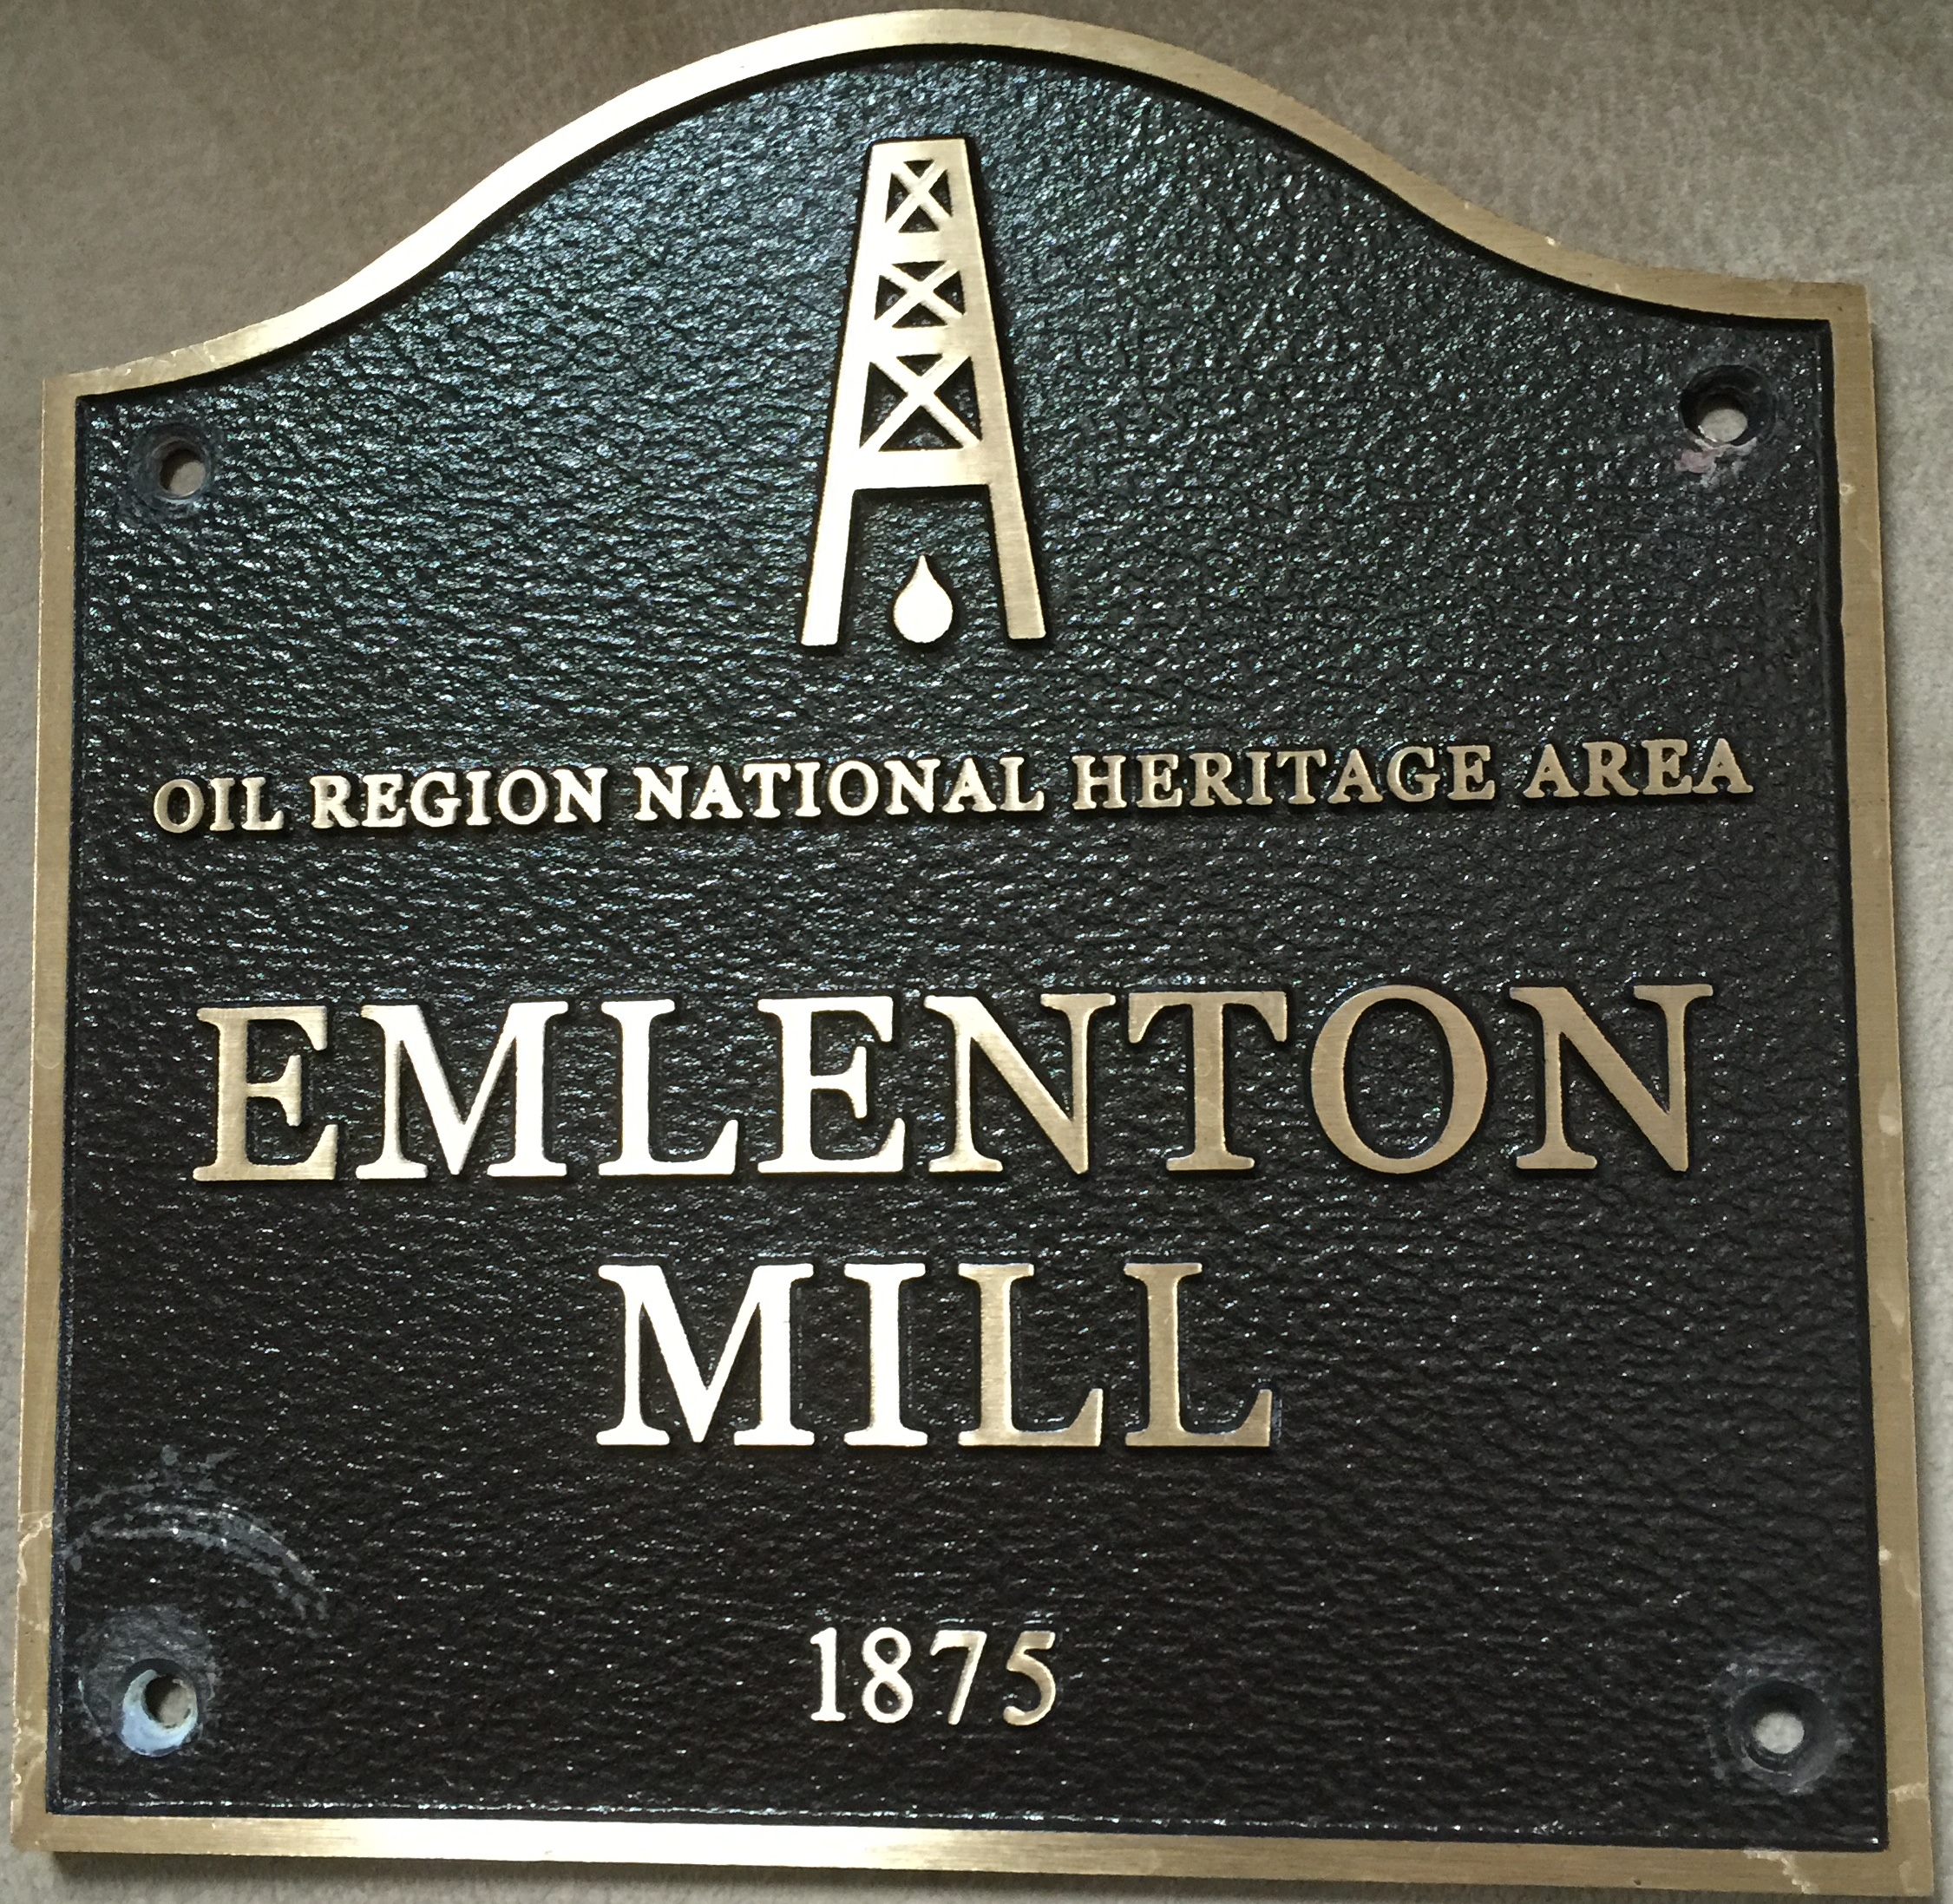 OIL REGION NATIONAL HERITAGE AREA
EMLENTON
MILL
1875